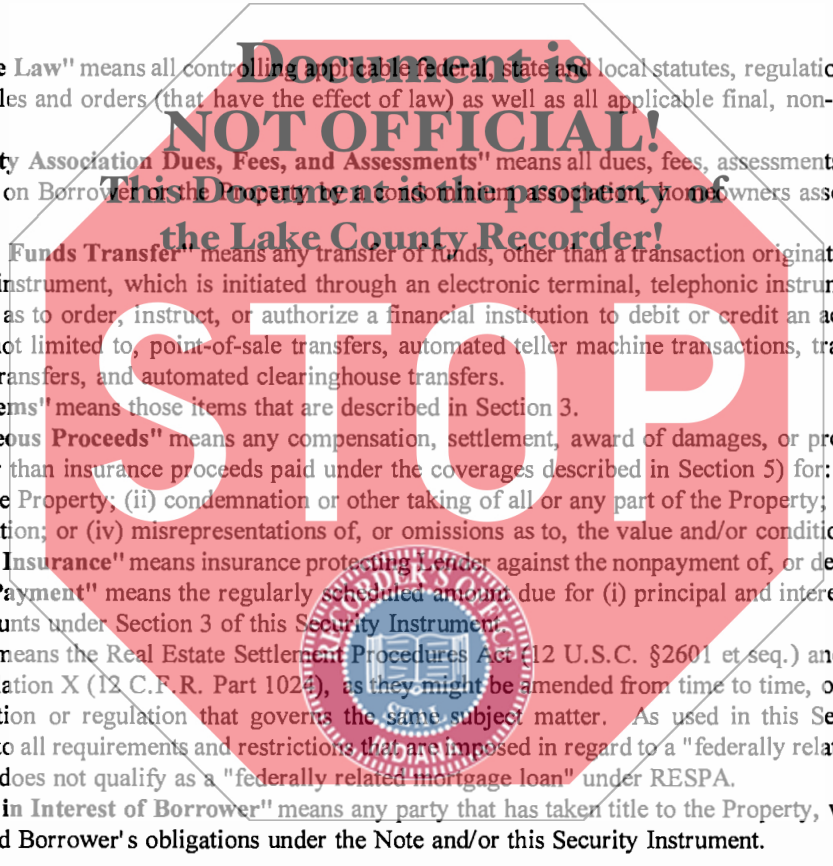 Document is
e Law" means all controlling applicable federal, state and local statutes, regulatio
les and orders (that have the effect of law) as well as all applicable final, non-
NOT OFFICIAL!
ty Association Dues, Fees, and Assessments" means all dues, fees, assessments
on Borrower or the Property by a condominium association, homeowners asso
This Document is the property of
the Lake County Recorder!
Funds Transfer" means any transfer of funds, other than a transaction originat
instrument, which is initiated through an electronic terminal, telephonic instrum
as to order, instruct, or authorize a financial institution to debit or credit an ac
ot limited to, point-of-sale transfers, automated teller machine transactions, tra
ransfers, and automated clearinghouse transfers.
STOP
ems" means those items that are described in Section 3.
eous Proceeds" means any compensation, settlement, award of damages, or pro
r than insurance proceeds paid under the coverages described in Section 5) for:
e Property; (ii) condemnation or other taking of all or any part of the Property;
tion; or (iv) misrepresentations of, or omissions as to, the value and/or conditio
Insurance" means insurance protecting Lender against the nonpayment of, or de
Payment" means the regularly scheduled amount due for (i) principal and intere
unts under Section 3 of this Security Instrument.
means the Real Estate Settlement Procedures Act (12 U.S.C. §2601 et seq.) an
ation X (12 C.F.R. Part 1024), as they might be amended from time to time, o
tion or regulation that governs the same subject matter. As used in this Se
to all requirements and restrictions that are imposed in regard to a "federally rela
does not qualify as a "federally related mortgage loan" under RESPA.
in Interest of Borrower" means any party that has taken title to the Property, w
d Borrower's obligations under the Note and/or this Security Instrument.
RECORDER'S OFFICE
SEAL
INDIANA